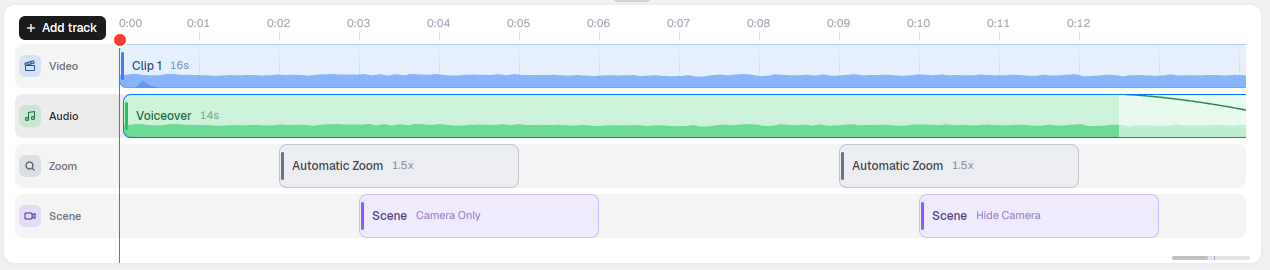 + Add track
0:00 0:01 0:02 0:03 0:04 0:05 0:06 0:07 0:08 0:09 0:10 0:11 0:12
Video Clip 1 16s
Audio Voiceover 14s
Zoom Automatic Zoom 1.5x Automatic Zoom 1.5x
Scene Scene Camera Only Scene Hide Camera